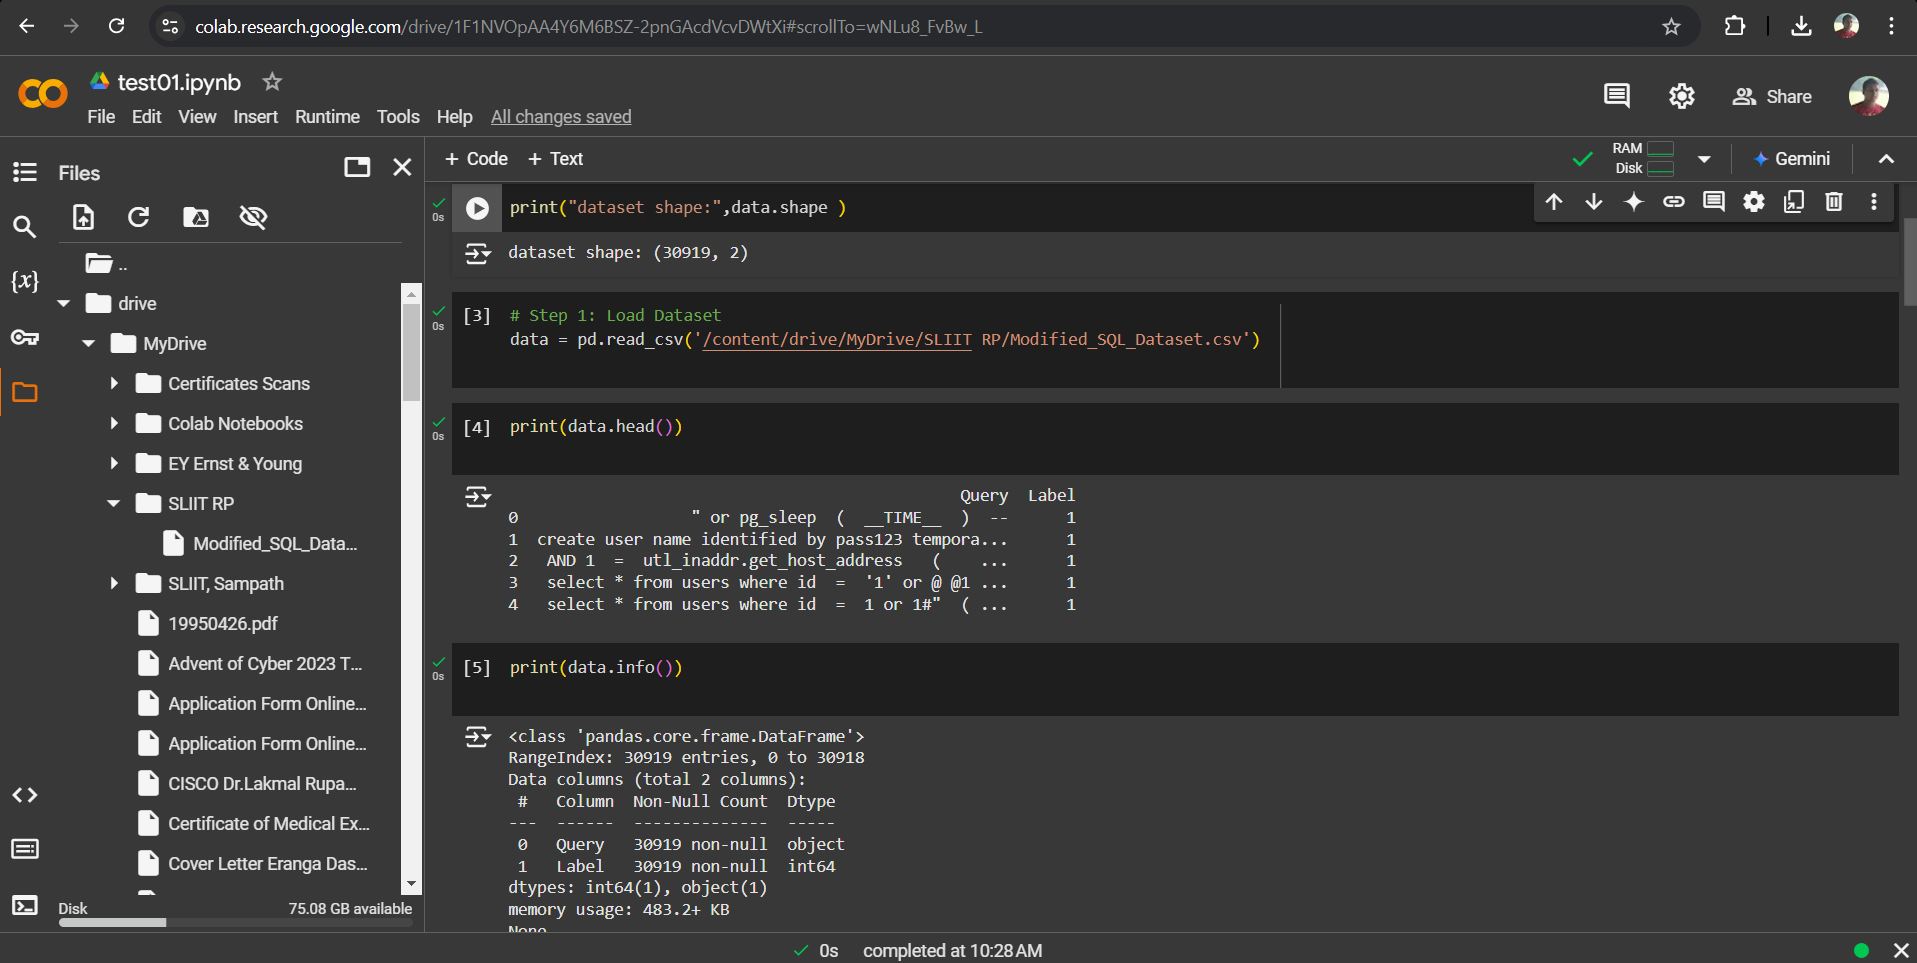 colab.research.google.com/drive/1F1NVOpAA4Y6M6BSZ-2pnGAcdVcvDWtXi#scrollTo=wNLu8_FvBw_L
test01.ipynb
File Edit View Insert Runtime Tools Help All changes saved
Share
Files
+ Code + Text
RAM
Disk
Gemini
..
drive
MyDrive
Certificates Scans
Colab Notebooks
EY Ernst & Young
SLIIT RP
Modified_SQL_Data...
SLIIT, Sampath
19950426.pdf
Advent of Cyber 2023 T...
Application Form Online...
Application Form Online...
CISCO Dr.Lakmal Rupa...
Certificate of Medical Ex...
Cover Letter Eranga Das...
Disk 75.08 GB available
{x}
0s
print("dataset shape:",data.shape )
dataset shape: (30919, 2)
0s
[3] # Step 1: Load Dataset
data = pd.read_csv('/content/drive/MyDrive/SLIIT RP/Modified_SQL_Dataset.csv')
0s
[4] print(data.head())
Query Label
0 " or pg_sleep ( __TIME__ ) -- 1
1 create user name identified by pass123 tempora... 1
2 AND 1 = utl_inaddr.get_host_address ( ... 1
3 select * from users where id = '1' or @ @1 ... 1
4 select * from users where id = 1 or 1#" ( ... 1
0s
[5] print(data.info())
<class 'pandas.core.frame.DataFrame'>
RangeIndex: 30919 entries, 0 to 30918
Data columns (total 2 columns):
# Column Non-Null Count Dtype
--- ------ -------------- -----
0 Query 30919 non-null object
1 Label 30919 non-null int64
dtypes: int64(1), object(1)
memory usage: 483.2+ KB
None
0s completed at 10:28 AM